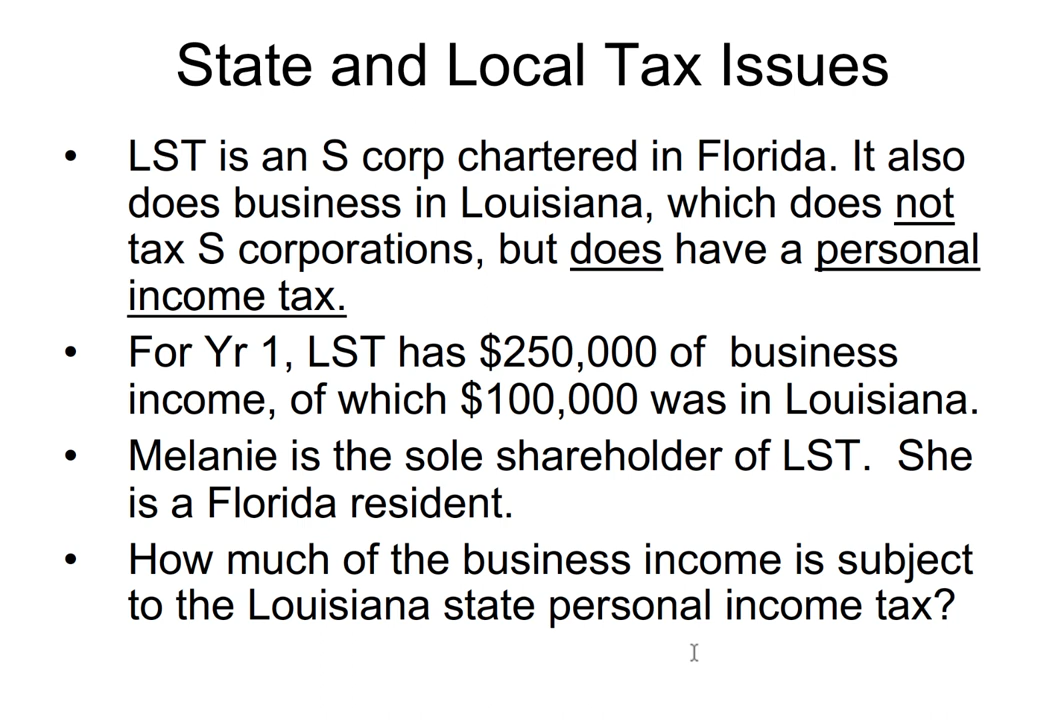 State and Local Tax Issues
• LST is an S corp chartered in Florida. It also
does business in Louisiana, which does not
tax S corporations, but does have a personal
income tax.
• For Yr 1, LST has $250,000 of  business
income, of which $100,000 was in Louisiana.
• Melanie is the sole shareholder of LST.  She
is a Florida resident.
• How much of the business income is subject
to the Louisiana state personal income tax?